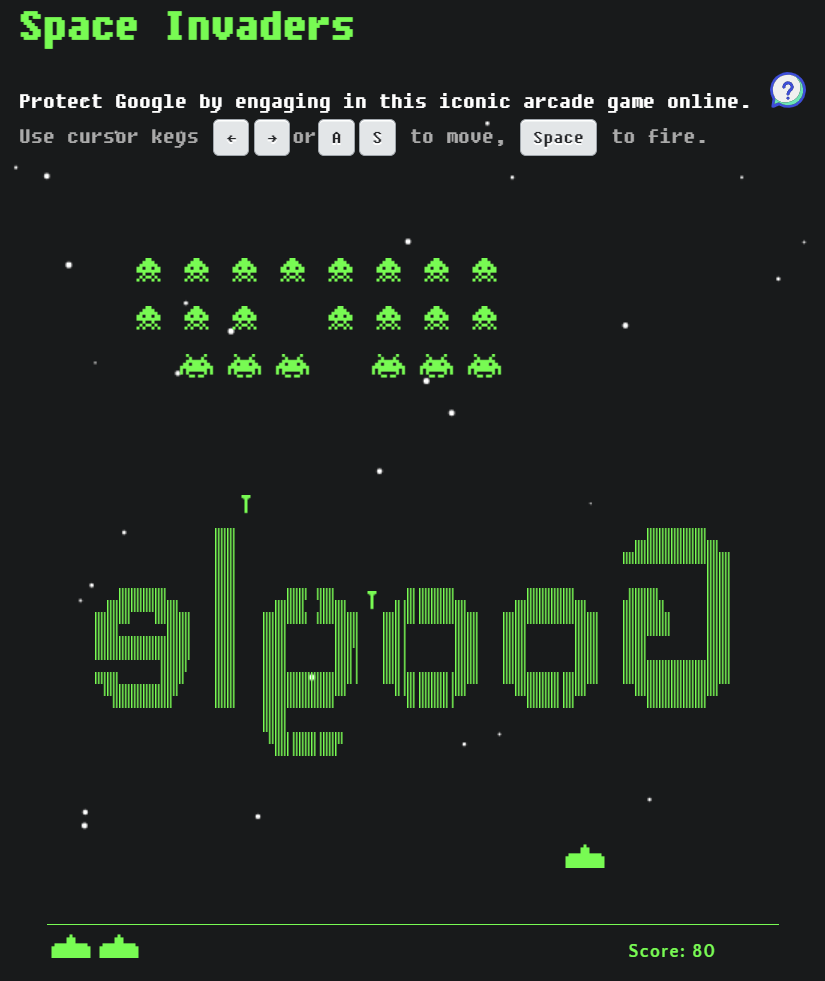 Space Invaders
Protect Google by engaging in this iconic arcade game online. ?
Use cursor keys ← → or A S to move, Space to fire.
elgooG
Score: 80